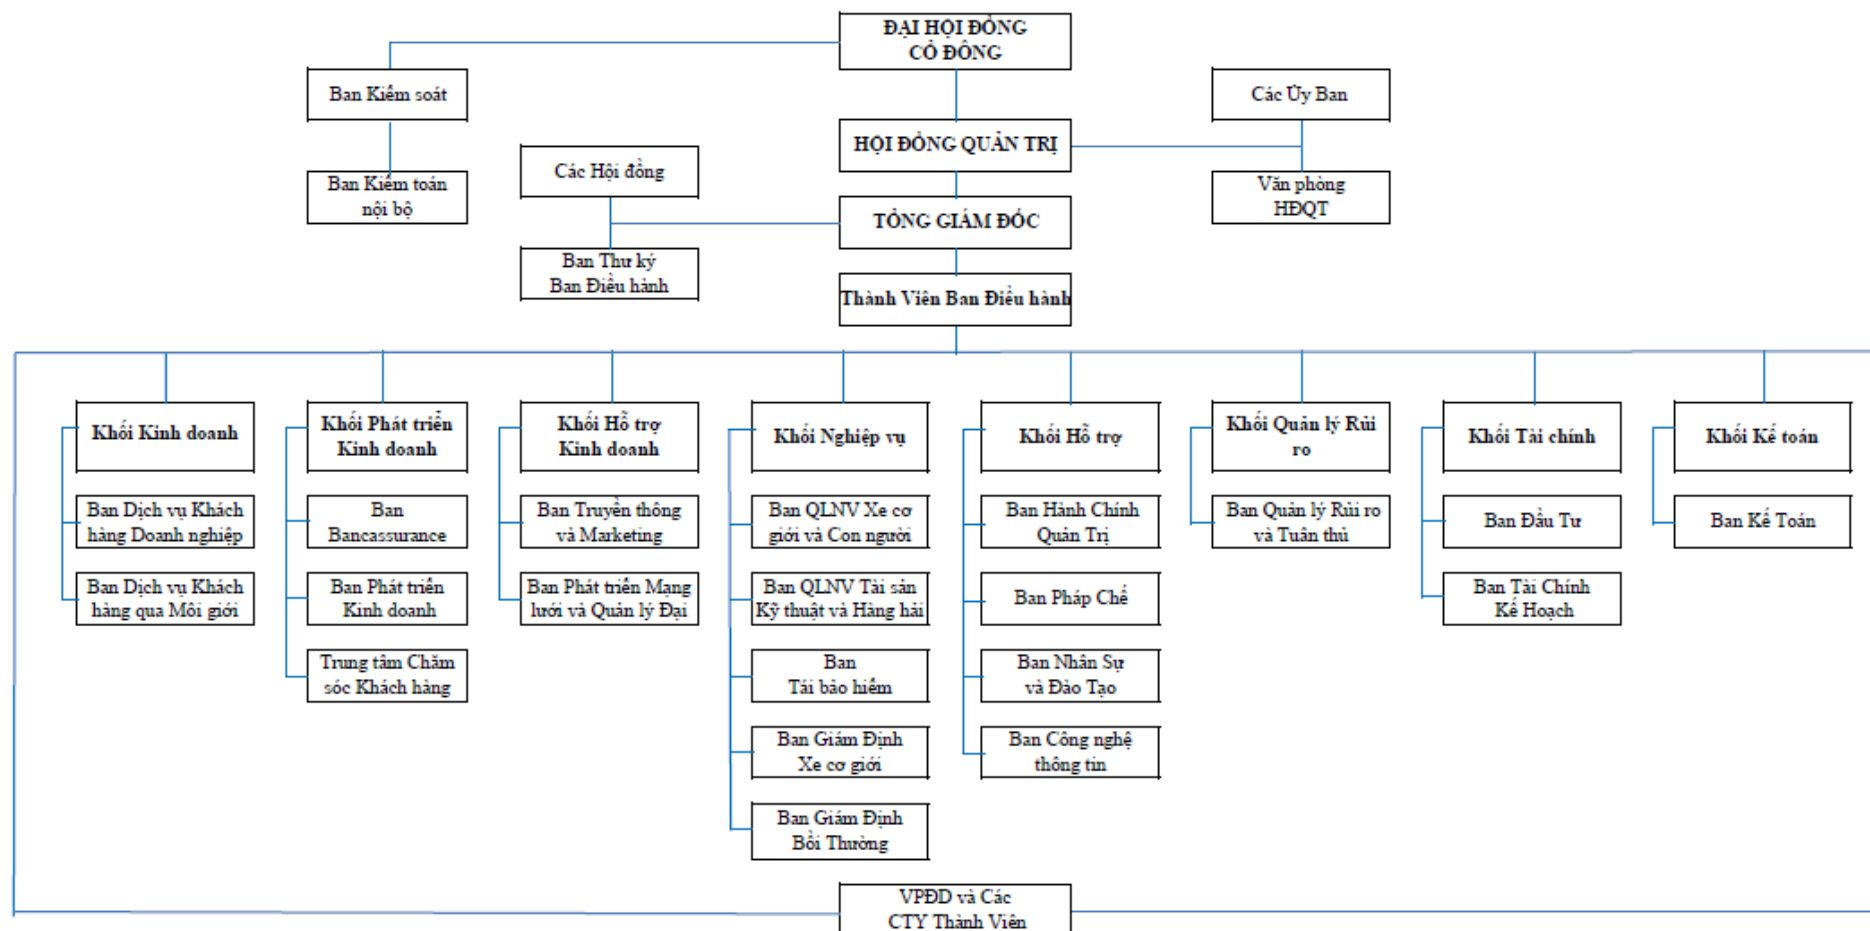 ĐẠI HỘI ĐỒNG
CỔ ĐÔNG
Ban Kiểm soát
Các Ủy Ban
HỘI ĐỒNG QUẢN TRỊ
Các Hội đồng
Ban Kiểm toán
nội bộ
Văn phòng
HĐQT
TỔNG GIÁM ĐỐC
Ban Thư ký
Ban Điều hành
Thành Viên Ban Điều hành
Khối Kinh doanh
Ban Dịch vụ Khách
hàng Doanh nghiệp
Ban Dịch vụ Khách
hàng qua Môi giới
Khối Phát triển
Kinh doanh
Ban
Bancassurance
Ban Phát triển
Kinh doanh
Trung tâm Chăm
sóc Khách hàng
Khối Hỗ trợ
Kinh doanh
Ban Truyền thông
và Marketing
Ban Phát triển Mạng
lưới và Quản lý Đại
Khối Nghiệp vụ
Ban QLNV Xe cơ
giới và Con người
Ban QLNV Tài sản
Kỹ thuật và Hàng hải
Ban
Tái bảo hiểm
Ban Giám Định
Xe cơ giới
Ban Giám Định
Bồi Thường
Khối Hỗ trợ
Ban Hành Chính
Quản Trị
Ban Pháp Chế
Ban Nhân Sự
và Đào Tạo
Ban Công nghệ
thông tin
Khối Quản lý Rủi
ro
Ban Quản lý Rủi ro
và Tuân thủ
Khối Tài chính
Ban Đầu Tư
Ban Tài Chính
Kế Hoạch
Khối Kế toán
Ban Kế Toán
VPĐD và Các
CTY Thành Viên